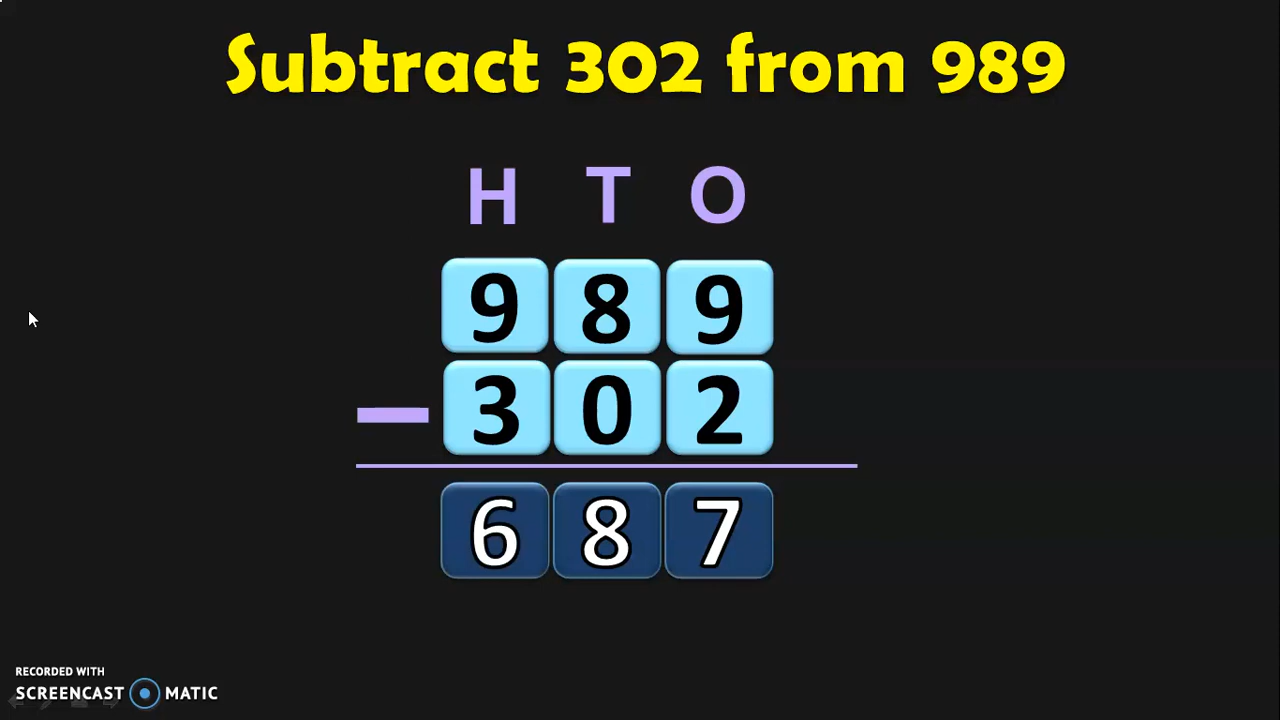 Subtract 302 from 989
H T O
9 8 9
– 3 0 2
6 8 7
RECORDED WITH
SCREENCAST MATIC